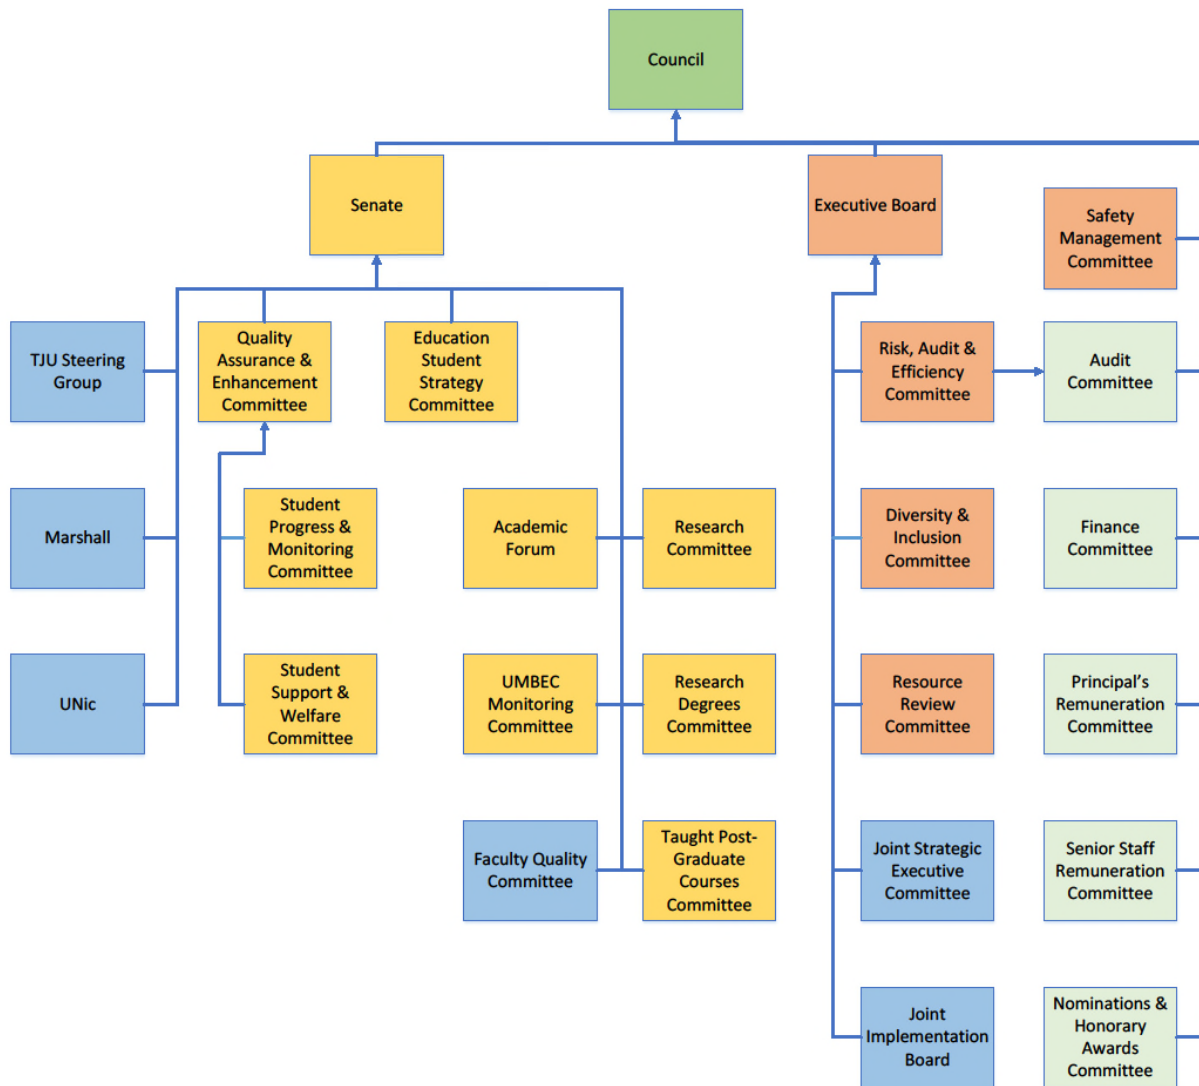 Council
Senate
Executive Board
Safety
Management
Committee
TJU Steering
Group
Quality
Assurance &
Enhancement
Committee
Education
Student
Strategy
Committee
Risk, Audit &
Efficiency
Committee
Audit
Committee
Marshall
Student
Progress &
Monitoring
Committee
Academic
Forum
Research
Committee
Diversity &
Inclusion
Committee
Finance
Committee
UNic
Student
Support &
Welfare
Committee
UMBEC
Monitoring
Committee
Research
Degrees
Committee
Resource
Review
Committee
Principal’s
Remuneration
Committee
Faculty Quality
Committee
Taught Post-
Graduate
Courses
Committee
Joint Strategic
Executive
Committee
Senior Staff
Remuneration
Committee
Joint
Implementation
Board
Nominations &
Honorary
Awards
Committee